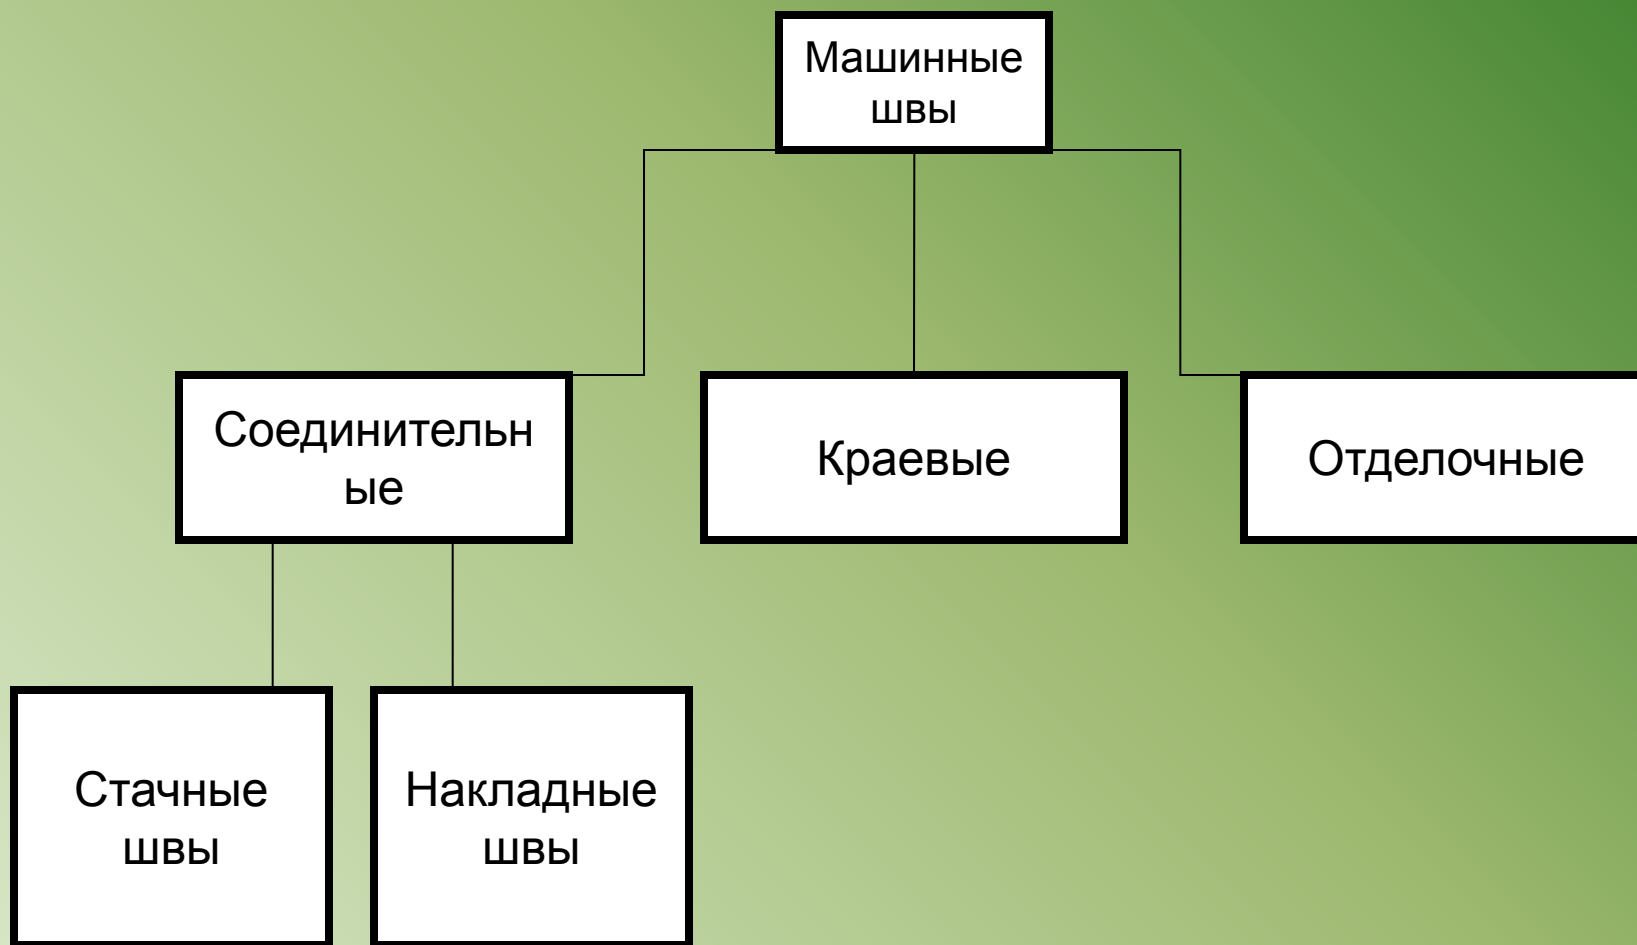 Машинные
швы
Соединительн
ые
Краевые
Отделочные
Стачные
швы
Накладные
швы